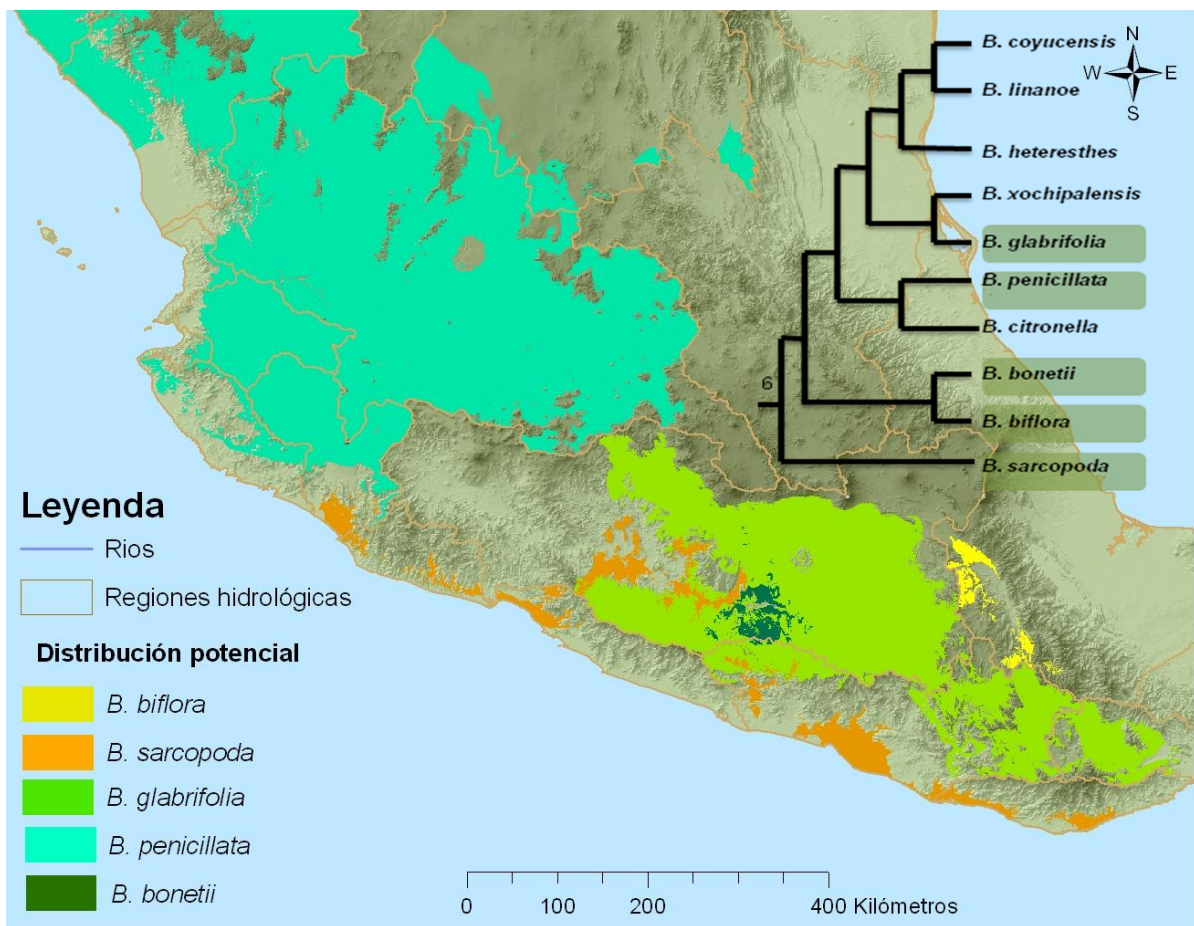 B. coyucensis
N
W E
S
B. linanoe
B. heteresthes
B. xochipalensis
B. glabrifolia
B. penicillata
B. citronella
B. bonetii
6
B. biflora
B. sarcopoda
Leyenda
Rios
Regiones hidrológicas
Distribución potencial
B. biflora
B. sarcopoda
B. glabrifolia
B. penicillata
B. bonetii
0 100 200 400 Kilómetros